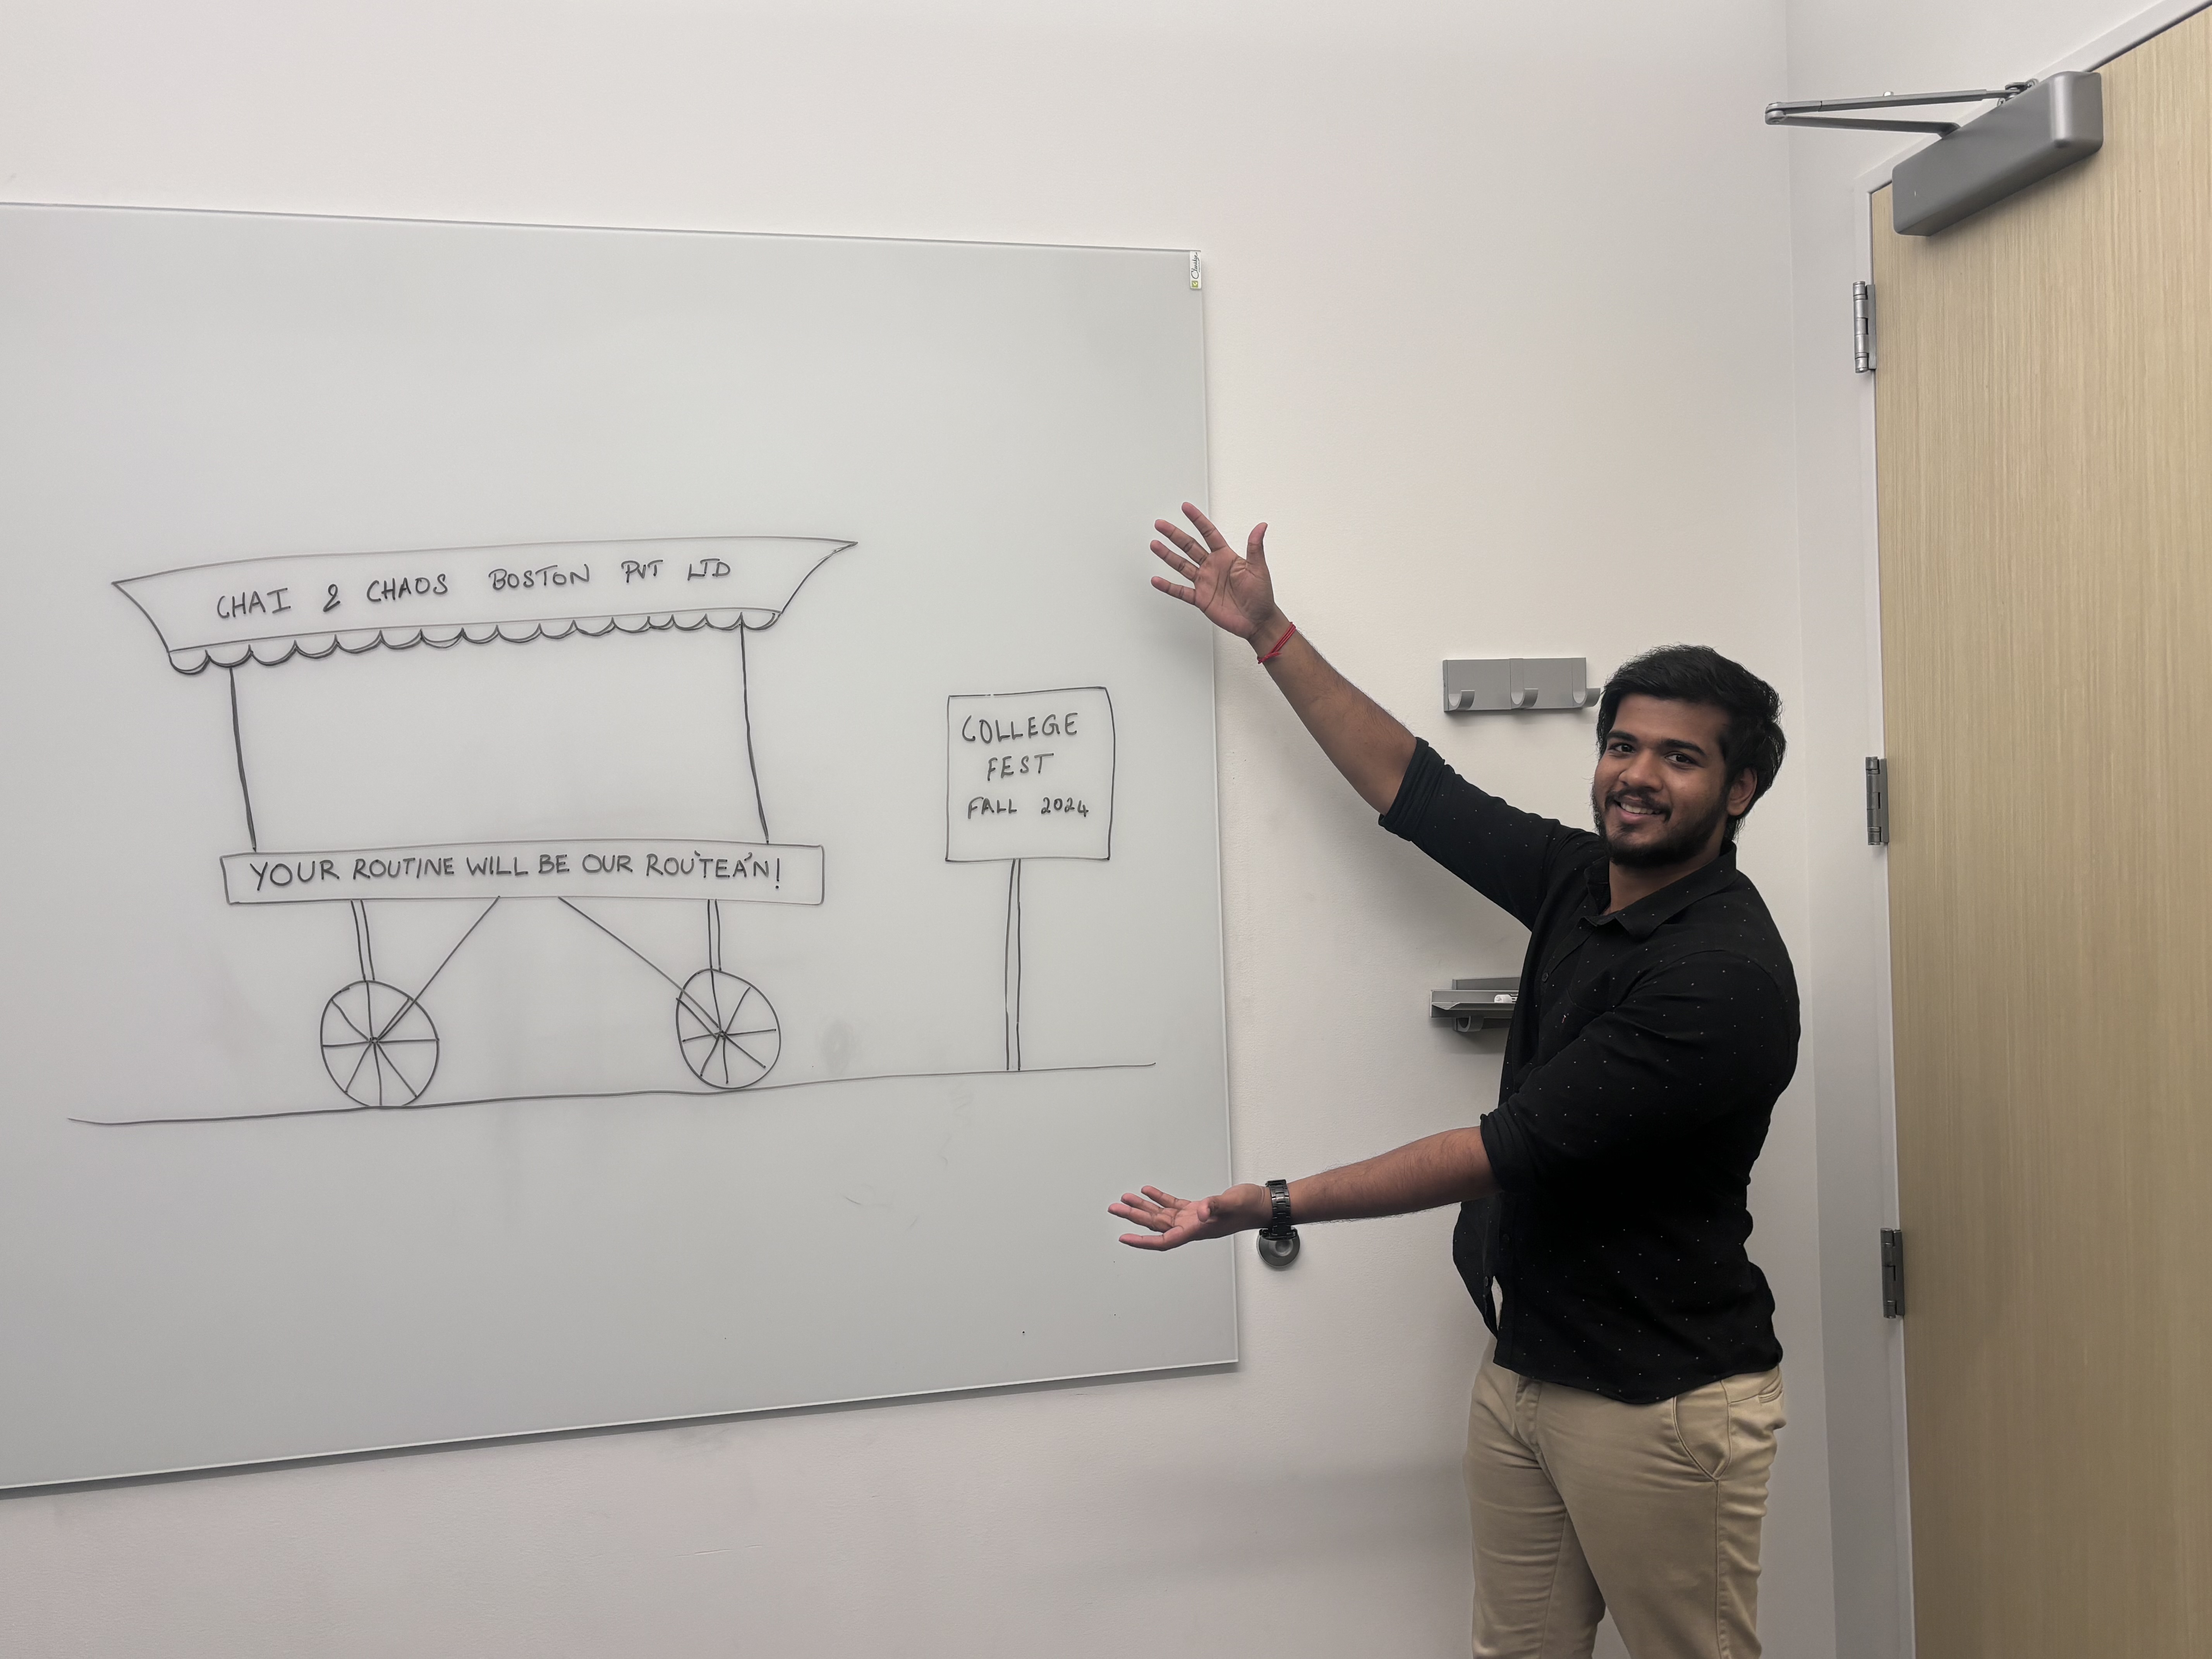 CHAI & CHAOS BOSTON PVT LTD
YOUR ROUTINE WILL BE OUR ROU'TEA'N!
COLLEGE
FEST
FALL 2024